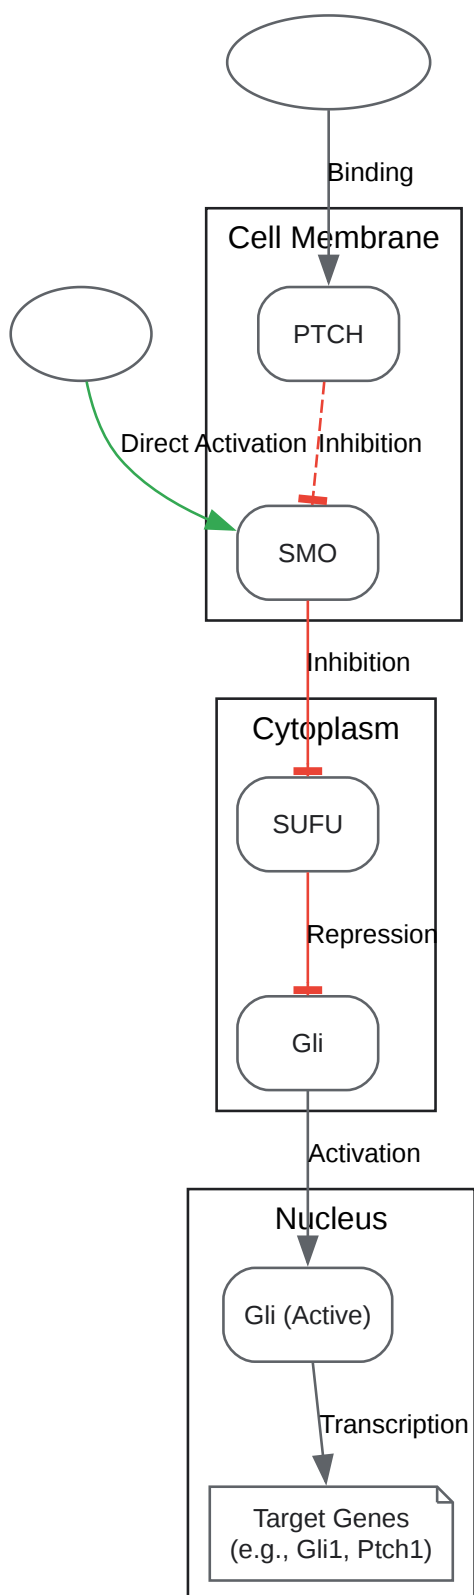 Binding
Cell Membrane
PTCH
Direct Activation
Inhibition
SMO
Inhibition
Cytoplasm
SUFU
Repression
Gli
Activation
Nucleus
Gli (Active)
Transcription
Target Genes
(e.g., Gli1, Ptch1)